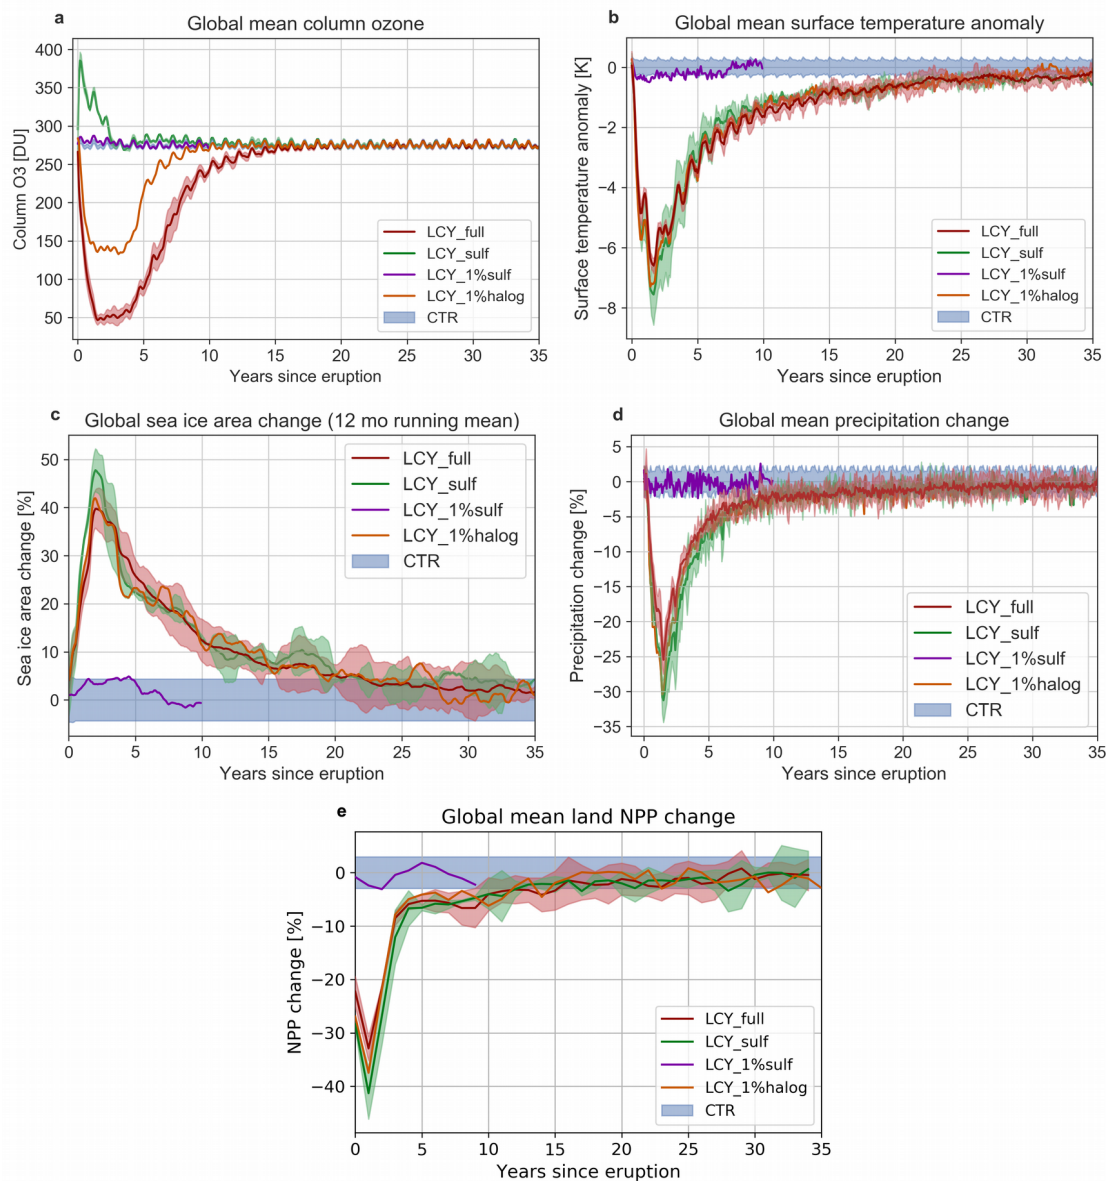 a
Global mean column ozone
Column O3 [DU]
400
350
300
250
200
150
100
50
0 5 10 15 20 25 30 35
Years since eruption
LCY_full
LCY_sulf
LCY_1%sulf
LCY_1%halog
CTR
b
Global mean surface temperature anomaly
Surface temperature anomaly [K]
0
−2
−4
−6
−8
0 5 10 15 20 25 30 35
Years since eruption
LCY_full
LCY_sulf
LCY_1%sulf
LCY_1%halog
CTR
c
Global sea ice area change (12 mo running mean)
Sea ice area change [%]
50
40
30
20
10
0
0 5 10 15 20 25 30 35
Years since eruption
LCY_full
LCY_sulf
LCY_1%sulf
LCY_1%halog
CTR
d
Global mean precipitation change
Precipitation change [%]
5
0
−5
−10
−15
−20
−25
−30
−35
0 5 10 15 20 25 30 35
Years since eruption
LCY_full
LCY_sulf
LCY_1%sulf
LCY_1%halog
CTR
e
Global mean land NPP change
NPP change [%]
0
−10
−20
−30
−40
0 5 10 15 20 25 30 35
Years since eruption
LCY_full
LCY_sulf
LCY_1%sulf
LCY_1%halog
CTR